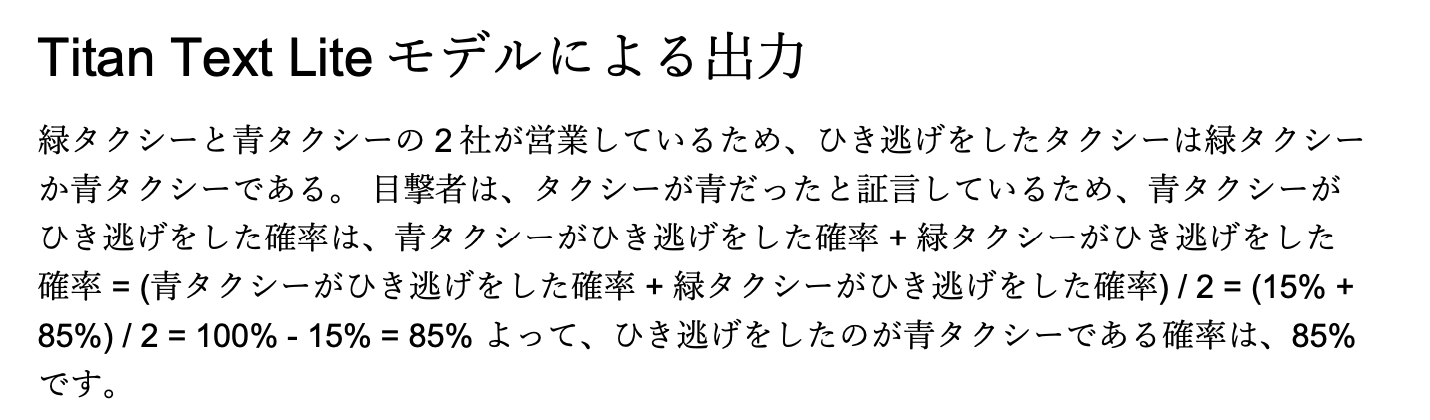 Titan Text Lite モデルによる出力
緑タクシーと青タクシーの 2 社が営業しているため、ひき逃げをしたタクシーは緑タクシー
か青タクシーである。 目撃者は、タクシーが青だったと証言しているため、青タクシーが
ひき逃げをした確率は、青タクシーがひき逃げをした確率 + 緑タクシーがひき逃げをした
確率 = (青タクシーがひき逃げをした確率 + 緑タクシーがひき逃げをした確率) / 2 = (15% +
85%) / 2 = 100% - 15% = 85% よって、ひき逃げをしたのが青タクシーである確率は、85%
です。